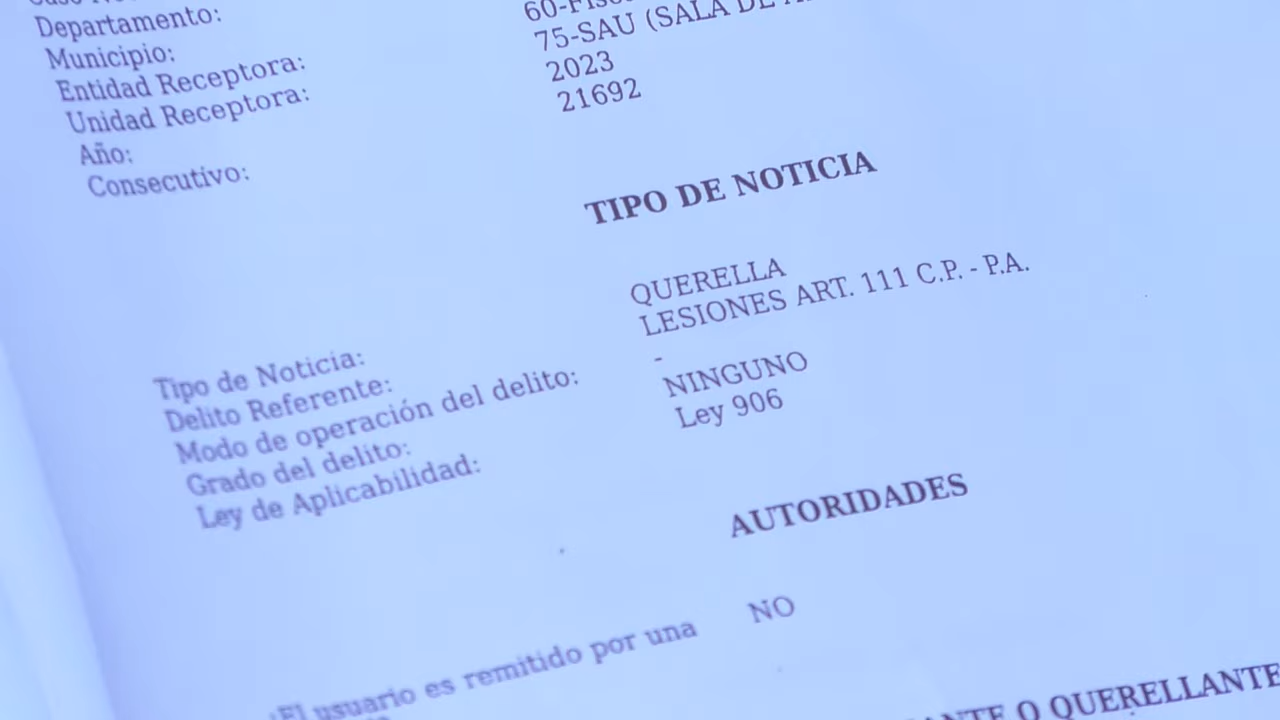 Departamento:
Municipio:
Entidad Receptora:
Unidad Receptora:
Año:
Consecutivo:
75-SAU (SALA DE
2023
21692
TIPO DE NOTICIA
Tipo de Noticia: QUERELLA
Delito Referente: LESIONES ART. 111 C.P. - P.A.
Modo de operación del delito: -
Grado del delito: NINGUNO
Ley de Aplicabilidad: Ley 906
AUTORIDADES
¿El usuario es remitido por una NO
O QUERELLANTE